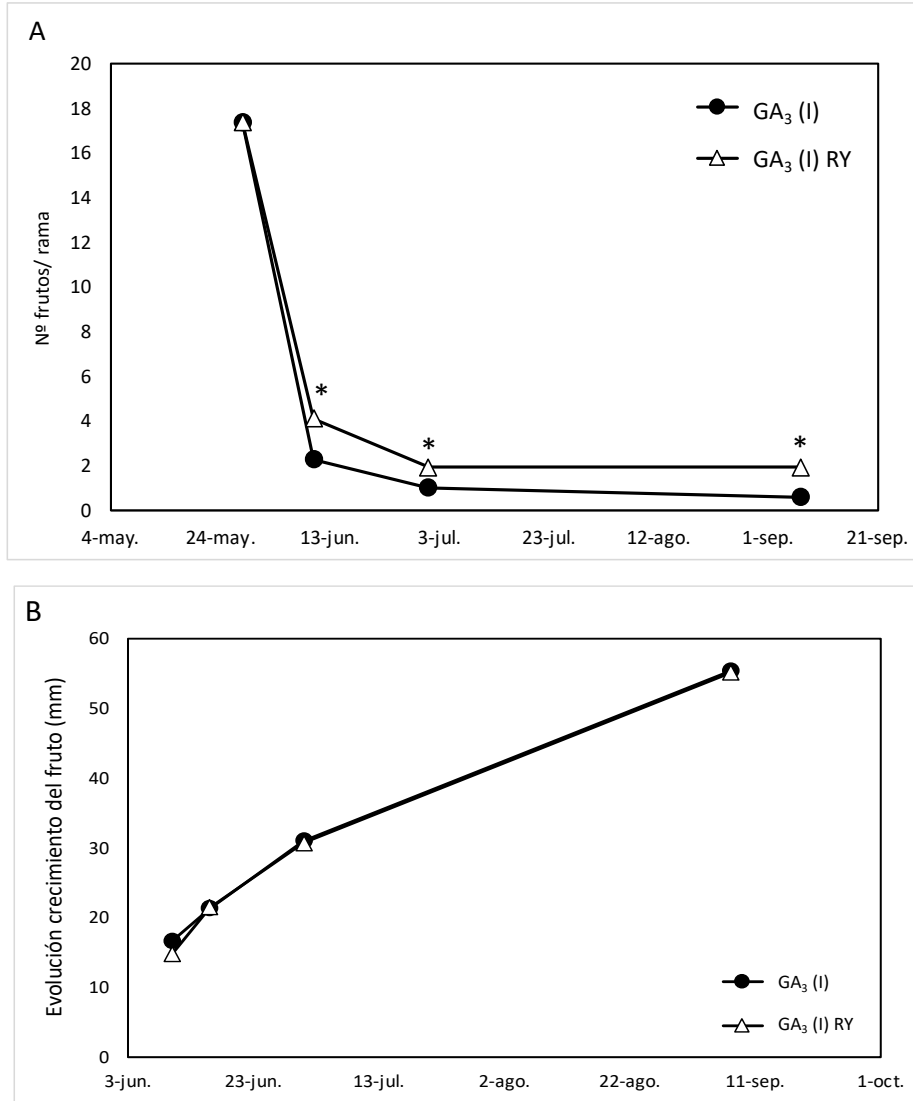 A
20
18
16
14
12
10
8
6
4
2
0
Nº frutos/ rama
GA₃ (I)
GA₃ (I) RY
*
*
*
4-may. 24-may. 13-jun. 3-jul. 23-jul. 12-ago. 1-sep. 21-sep.
B
60
50
40
30
20
10
0
Evolución crecimiento del fruto (mm)
GA₃ (I)
GA₃ (I) RY
3-jun. 23-jun. 13-jul. 2-ago. 22-ago. 11-sep. 1-oct.